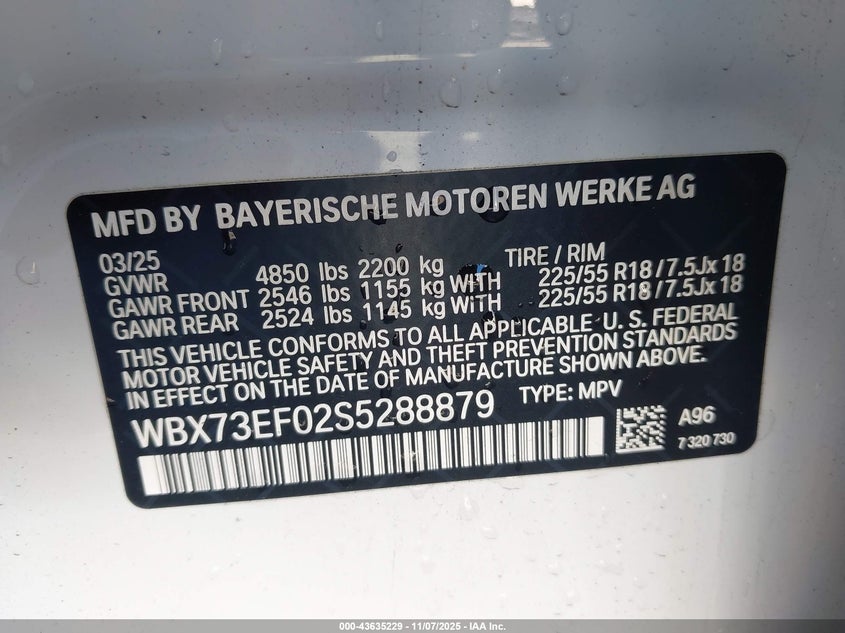 MFD BY BAYERISCHE MOTOREN WERKE AG
03/25 TIRE / RIM
GVWR 4850 lbs 2200 kg
GAWR FRONT 2546 lbs 1155 kg WITH 225/55 R18 / 7.5Jx 18
GAWR REAR 2524 lbs 1145 kg WITH 225/55 R18 / 7.5Jx 18
THIS VEHICLE CONFORMS TO ALL APPLICABLE U. S. FEDERAL
MOTOR VEHICLE SAFETY AND THEFT PREVENTION STANDARDS
IN EFFECT ON THE DATE OF MANUFACTURE SHOWN ABOVE.
WBX73EF02S5288879 TYPE: MPV
A96
7 320 730
000-43635229 - 11/07/2025 - IAA Inc.